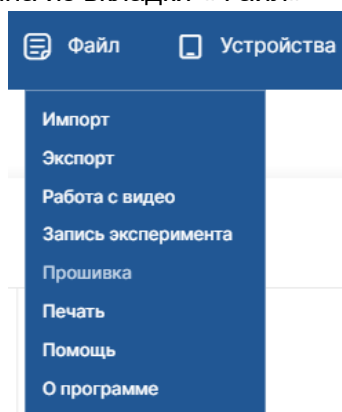 Файл Устройства
Импорт
Экспорт
Работа с видео
Запись эксперимента
Прошивка
Печать
Помощь
О программе